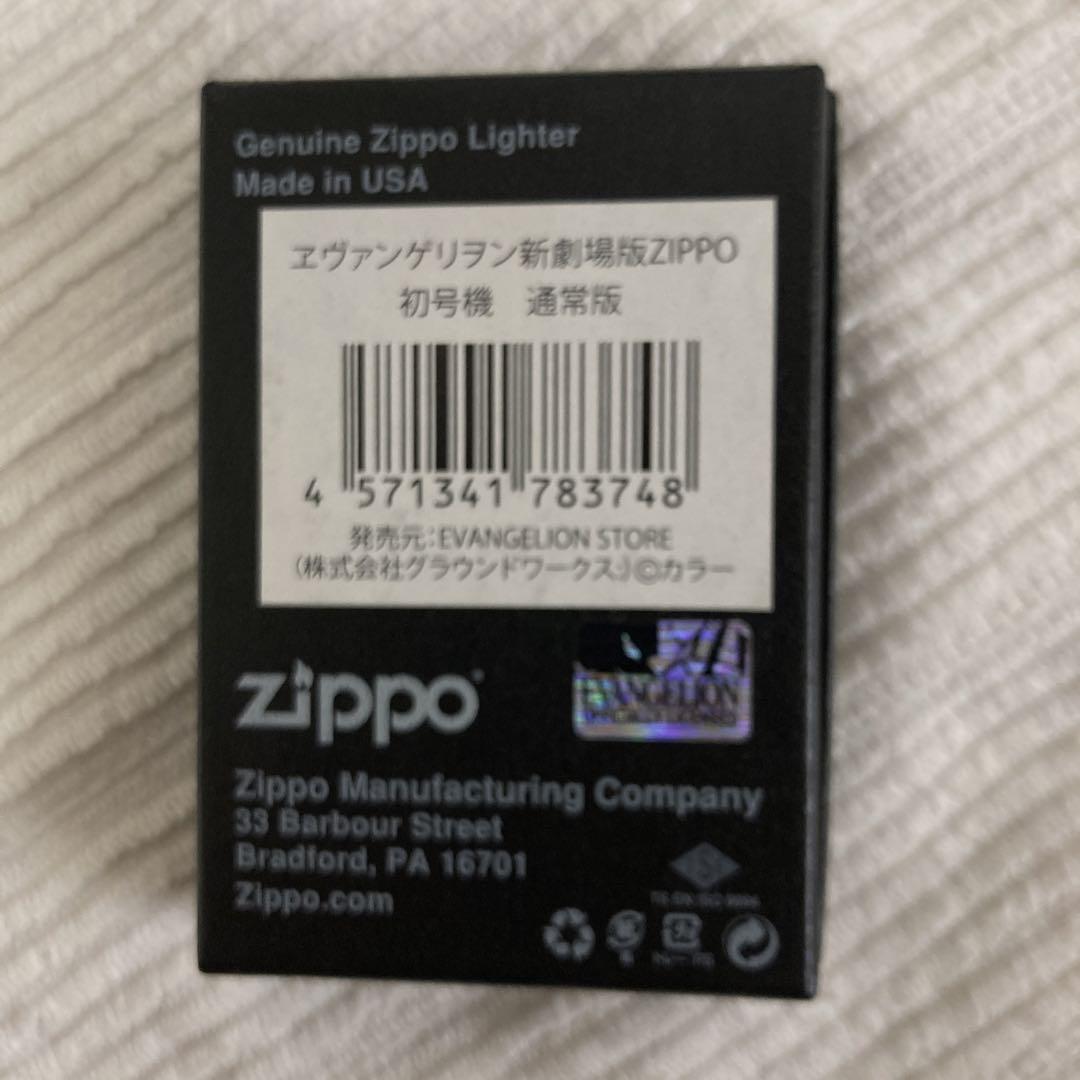 Genuine Zippo Lighter
Made in USA
ヱヴァンゲリヲン新劇場版ZIPPO
初号機　通常版
4 571341 783748
発売元:EVANGELION STORE
(株式会社グラウンドワークス:)©カラー
zippo
EVANGELION
Zippo Manufacturing Company
33 Barbour Street
Bradford, PA 16701
Zippo.com